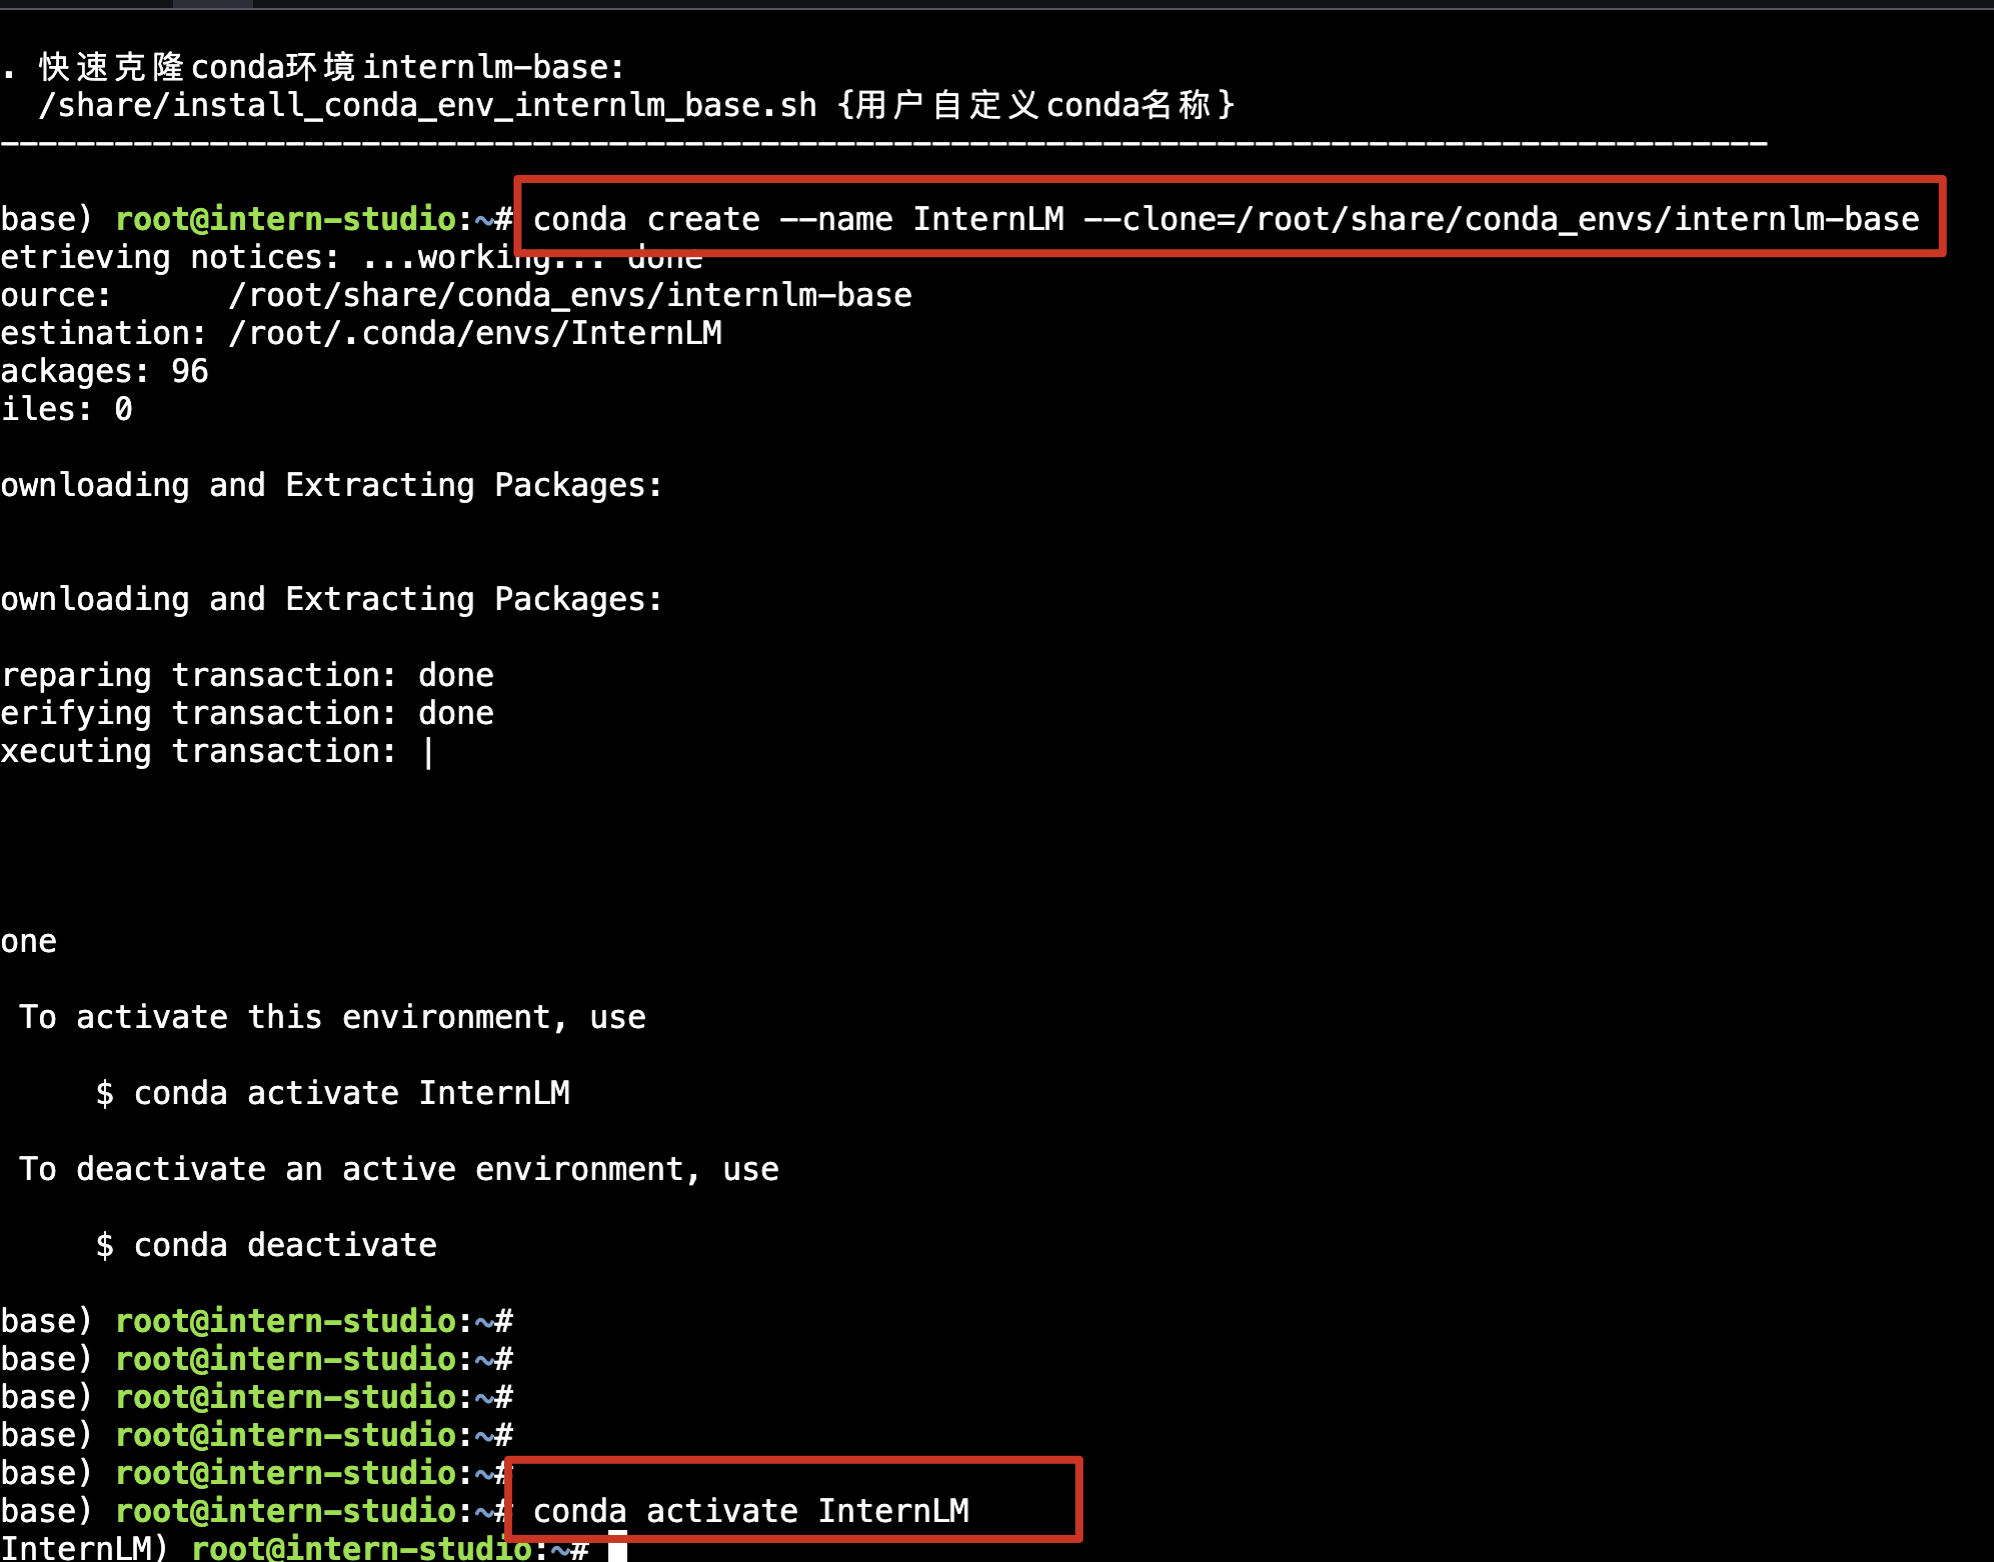 . 快速克隆conda环境internlm-base:
/share/install_conda_env_internlm_base.sh {用户自定义conda名称}
---------------------------------------------------------------------------------------------
base) root@intern-studio:~# conda create --name InternLM --clone=/root/share/conda_envs/internlm-base
etrieving notices: ...working... done
ource:      /root/share/conda_envs/internlm-base
estination: /root/.conda/envs/InternLM
ackages: 96
iles: 0
ownloading and Extracting Packages:
ownloading and Extracting Packages:
reparing transaction: done
erifying transaction: done
xecuting transaction: |
one
To activate this environment, use
$ conda activate InternLM
To deactivate an active environment, use
$ conda deactivate
base) root@intern-studio:~#
base) root@intern-studio:~#
base) root@intern-studio:~#
base) root@intern-studio:~#
base) root@intern-studio:~#
base) root@intern-studio:~# conda activate InternLM
InternLM) root@intern-studio:~#